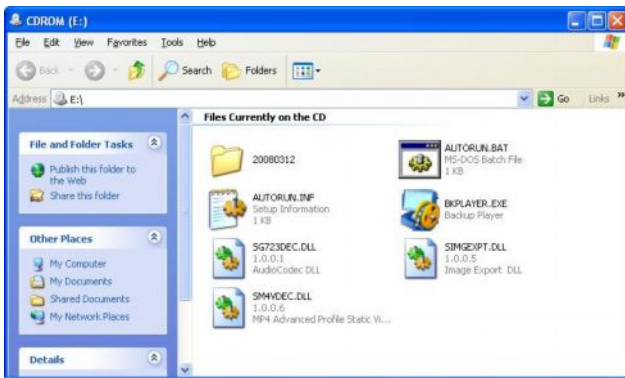 CDROM (E:)
File Edit View Favorites Tools Help
Back Search Folders
Address E:\ Go Links »
Files Currently on the CD
File and Folder Tasks
Publish this folder to
the Web
Share this folder
Other Places
My Computer
My Documents
Shared Documents
My Network Places
Details
20080312
AUTORUN.BAT
MS-DOS Batch File
1 KB
AUTORUN.INF
Setup Information
1 KB
BKPLAYER.EXE
Backup Player
SG723DEC.DLL
1.0.0.1
AudioCodec DLL
SIMGEXPT.DLL
1.0.0.5
Image Export DLL
SM4VDEC.DLL
1.0.0.6
MP4 Advanced Profile Static Vi...